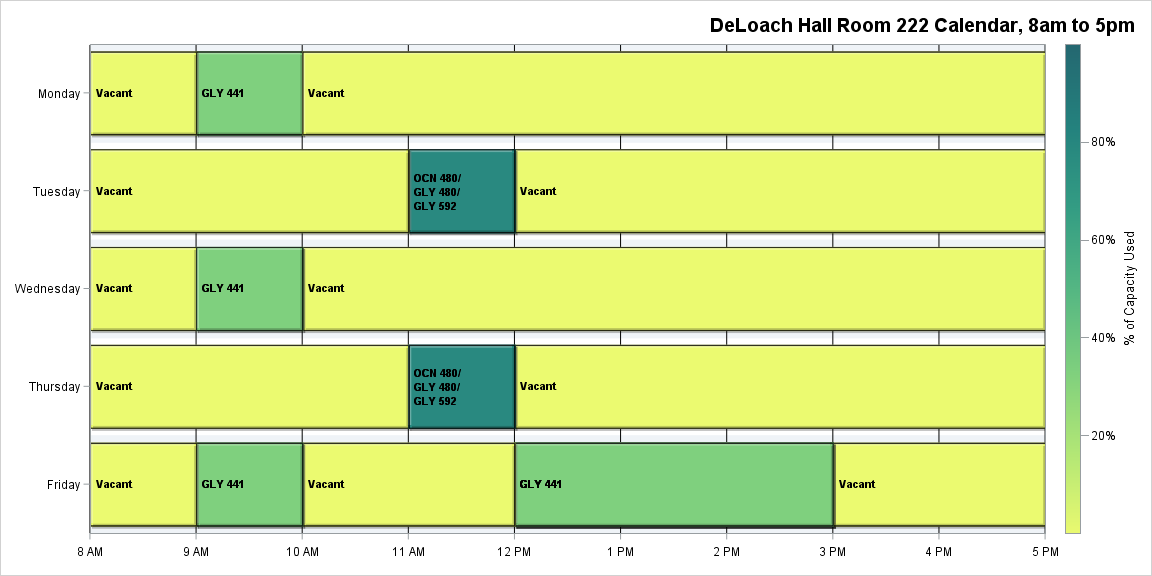 DeLoach Hall Room 222 Calendar, 8am to 5pm
Monday
Vacant
GLY 441
Vacant
Tuesday
Vacant
OCN 480/
GLY 480/
GLY 592
Vacant
Wednesday
Vacant
GLY 441
Vacant
Thursday
Vacant
OCN 480/
GLY 480/
GLY 592
Vacant
Friday
Vacant
GLY 441
Vacant
GLY 441
Vacant
8 AM
9 AM
10 AM
11 AM
12 PM
1 PM
2 PM
3 PM
4 PM
5 PM
80%
60%
40%
20%
% of Capacity Used